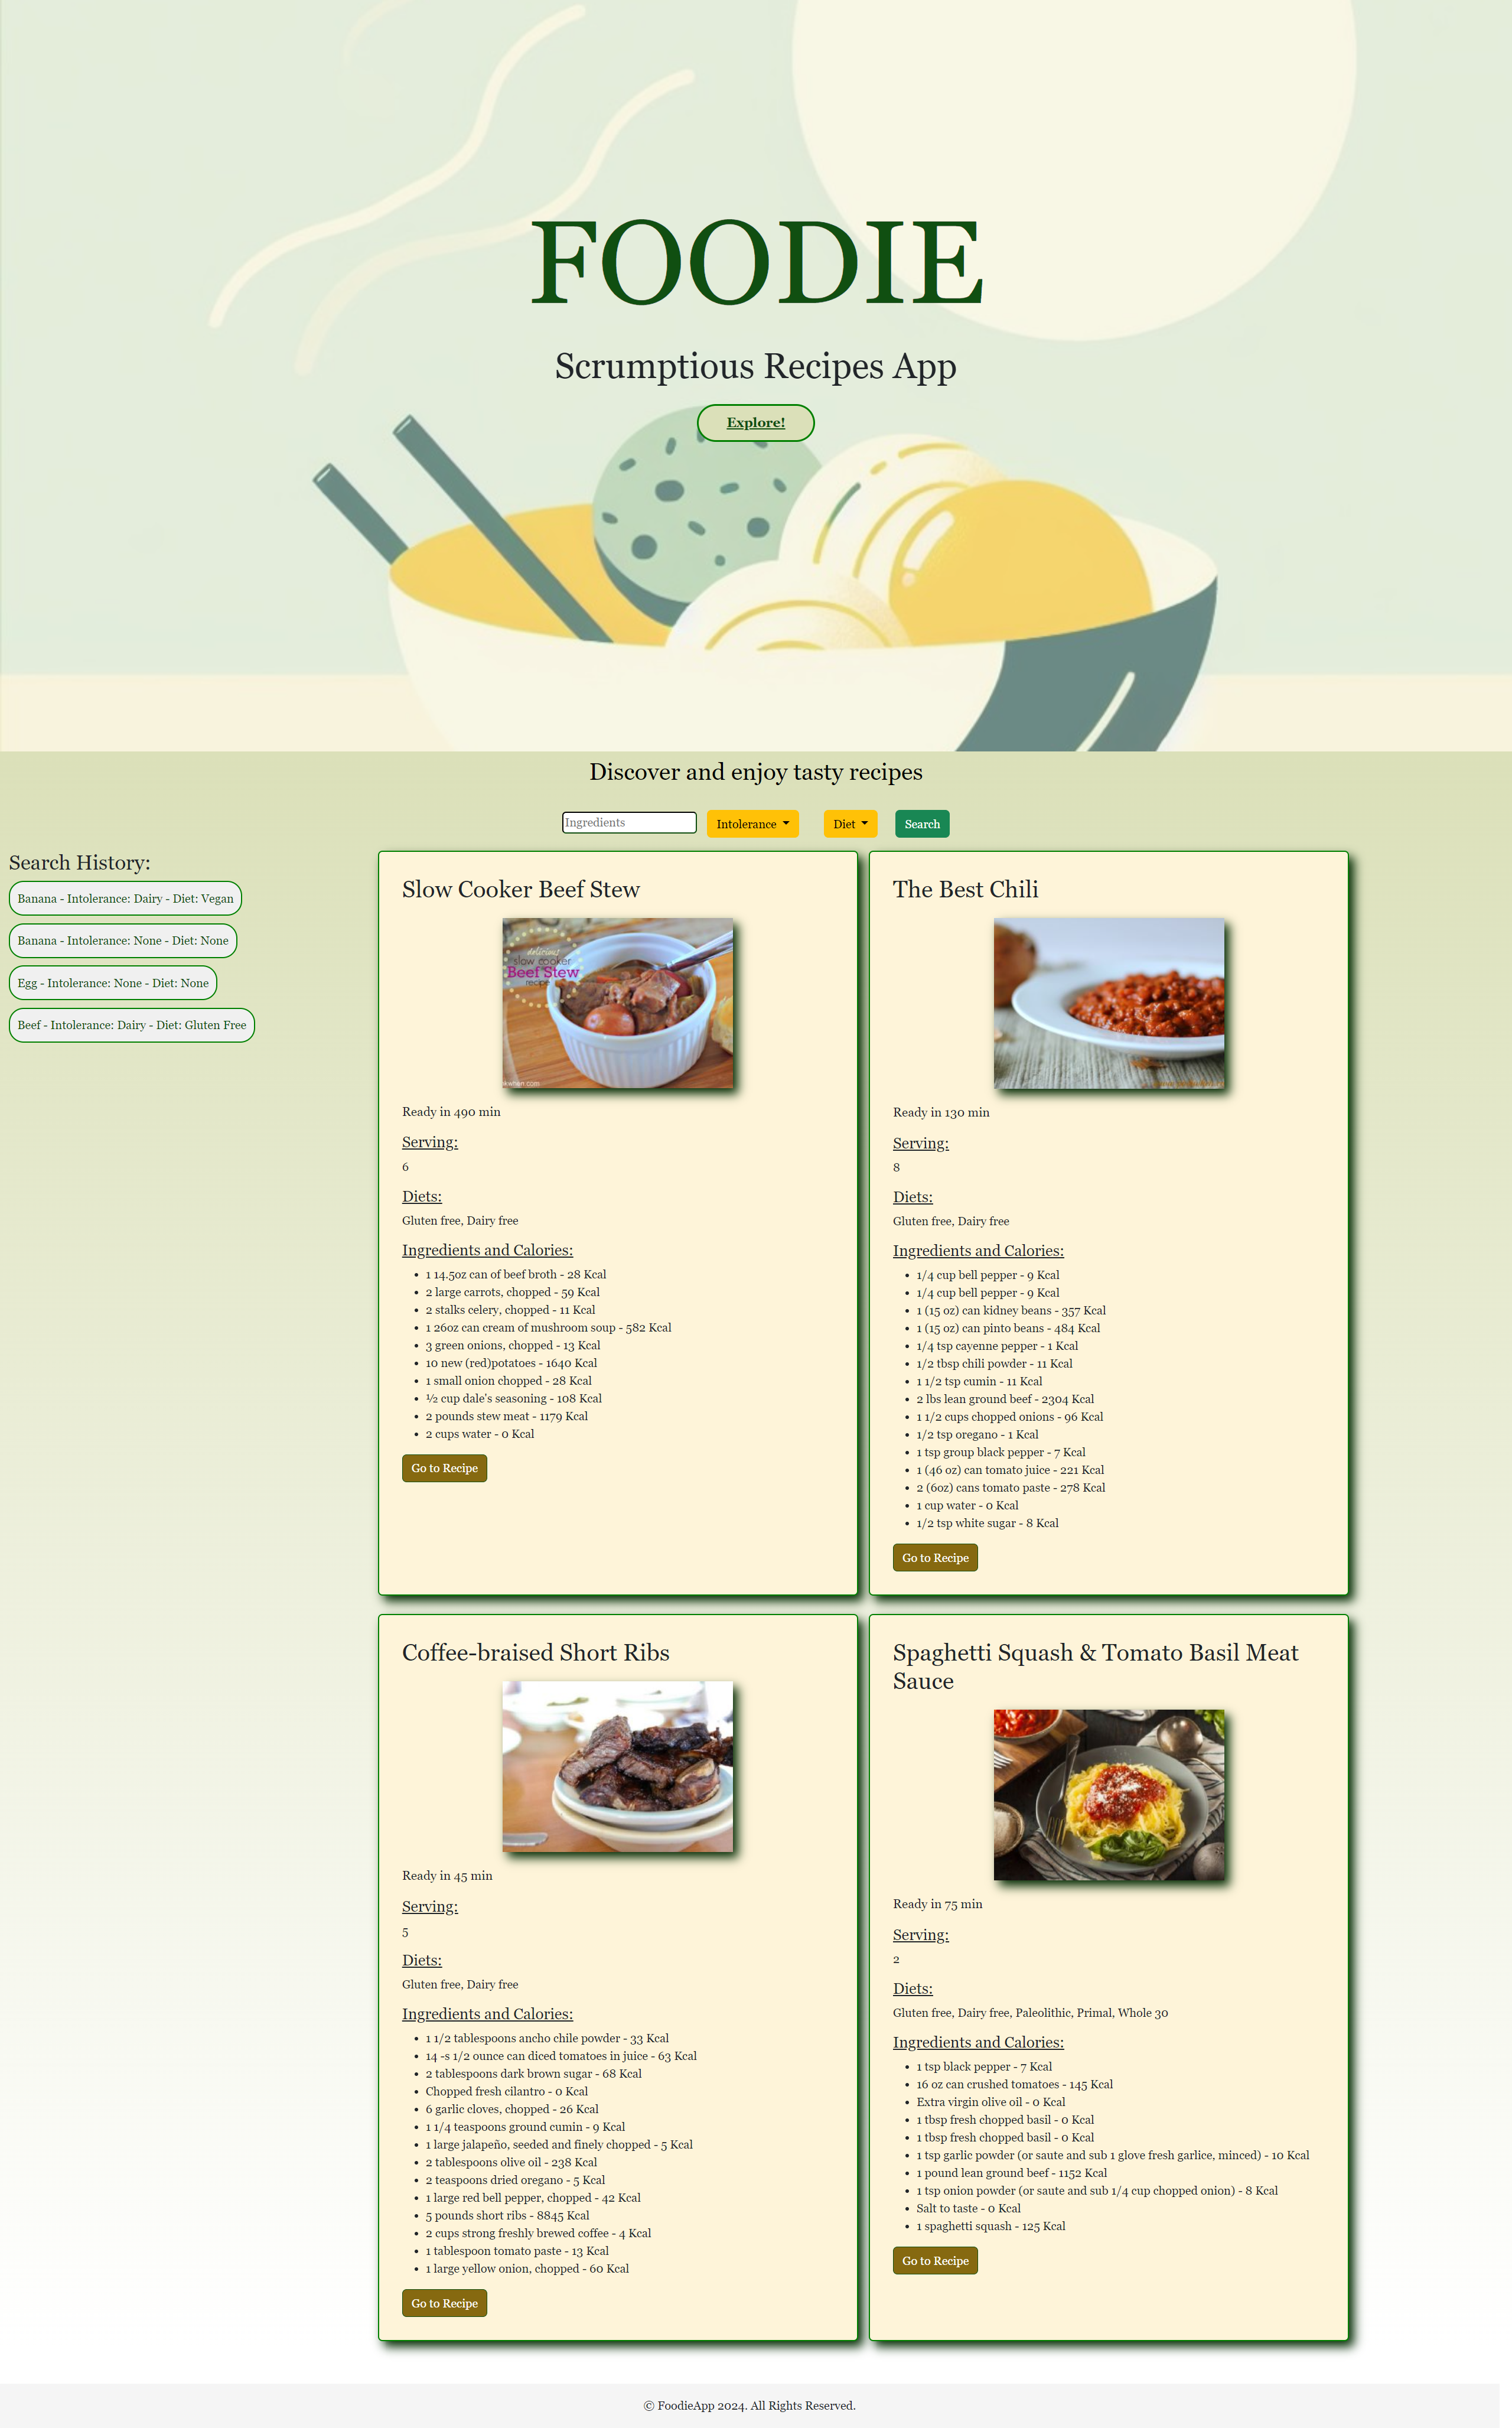 FOODIE
Scrumptious Recipes App
Explore!
Discover and enjoy tasty recipes
Ingredients
Intolerance
Diet
Search
Search History:
Banana - Intolerance: Dairy - Diet: Vegan
Banana - Intolerance: None - Diet: None
Egg - Intolerance: None - Diet: None
Beef - Intolerance: Dairy - Diet: Gluten Free
Slow Cooker Beef Stew
delicious
slow cooker
Beef Stew
recipe
kwhen.com
Ready in 490 min
Serving:
6
Diets:
Gluten free, Dairy free
Ingredients and Calories:
• 1 14.5oz can of beef broth - 28 Kcal
• 2 large carrots, chopped - 59 Kcal
• 2 stalks celery, chopped - 11 Kcal
• 1 26oz can cream of mushroom soup - 582 Kcal
• 3 green onions, chopped - 13 Kcal
• 10 new (red)potatoes - 1640 Kcal
• 1 small onion chopped - 28 Kcal
• ½ cup dale's seasoning - 108 Kcal
• 2 pounds stew meat - 1179 Kcal
• 2 cups water - 0 Kcal
Go to Recipe
The Best Chili
Ready in 130 min
Serving:
8
Diets:
Gluten free, Dairy free
Ingredients and Calories:
• 1/4 cup bell pepper - 9 Kcal
• 1/4 cup bell pepper - 9 Kcal
• 1 (15 oz) can kidney beans - 357 Kcal
• 1 (15 oz) can pinto beans - 484 Kcal
• 1/4 tsp cayenne pepper - 1 Kcal
• 1/2 tbsp chili powder - 11 Kcal
• 1 1/2 tsp cumin - 11 Kcal
• 2 lbs lean ground beef - 2304 Kcal
• 1 1/2 cups chopped onions - 96 Kcal
• 1/2 tsp oregano - 1 Kcal
• 1 tsp group black pepper - 7 Kcal
• 1 (46 oz) can tomato juice - 221 Kcal
• 2 (6oz) cans tomato paste - 278 Kcal
• 1 cup water - 0 Kcal
• 1/2 tsp white sugar - 8 Kcal
Go to Recipe
Coffee-braised Short Ribs
Ready in 45 min
Serving:
5
Diets:
Gluten free, Dairy free
Ingredients and Calories:
• 1 1/2 tablespoons ancho chile powder - 33 Kcal
• 14 -s 1/2 ounce can diced tomatoes in juice - 63 Kcal
• 2 tablespoons dark brown sugar - 68 Kcal
• Chopped fresh cilantro - 0 Kcal
• 6 garlic cloves, chopped - 26 Kcal
• 1 1/4 teaspoons ground cumin - 9 Kcal
• 1 large jalapeño, seeded and finely chopped - 5 Kcal
• 2 tablespoons olive oil - 238 Kcal
• 2 teaspoons dried oregano - 5 Kcal
• 1 large red bell pepper, chopped - 42 Kcal
• 5 pounds short ribs - 8845 Kcal
• 2 cups strong freshly brewed coffee - 4 Kcal
• 1 tablespoon tomato paste - 13 Kcal
• 1 large yellow onion, chopped - 60 Kcal
Go to Recipe
Spaghetti Squash & Tomato Basil Meat
Sauce
Ready in 75 min
Serving:
2
Diets:
Gluten free, Dairy free, Paleolithic, Primal, Whole 30
Ingredients and Calories:
• 1 tsp black pepper - 7 Kcal
• 16 oz can crushed tomatoes - 145 Kcal
• Extra virgin olive oil - 0 Kcal
• 1 tbsp fresh chopped basil - 0 Kcal
• 1 tbsp fresh chopped basil - 0 Kcal
• 1 tsp garlic powder (or saute and sub 1 glove fresh garlice, minced) - 10 Kcal
• 1 pound lean ground beef - 1152 Kcal
• 1 tsp onion powder (or saute and sub 1/4 cup chopped onion) - 8 Kcal
• Salt to taste - 0 Kcal
• 1 spaghetti squash - 125 Kcal
Go to Recipe
© FoodieApp 2024. All Rights Reserved.